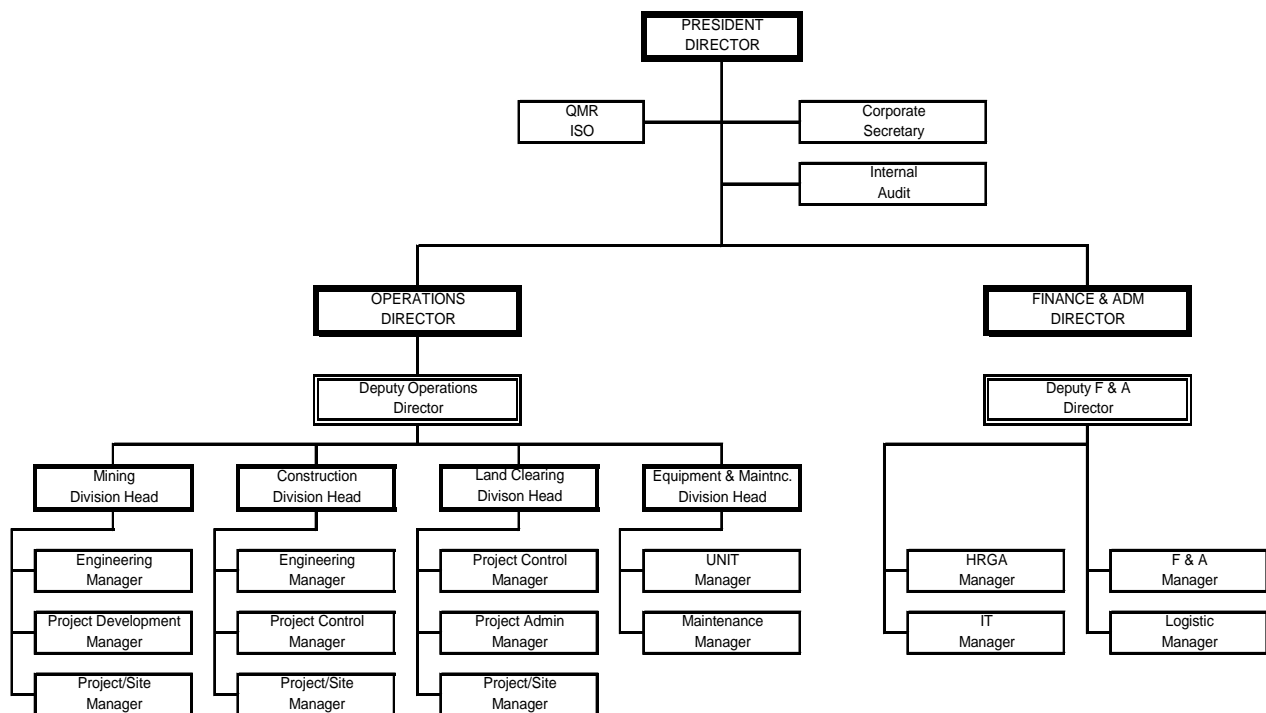 PRESIDENT
DIRECTOR
QMR
ISO
Corporate
Secretary
Internal
Audit
OPERATIONS
DIRECTOR
FINANCE & ADM
DIRECTOR
Deputy Operations
Director
Deputy F & A
Director
Mining
Division Head
Construction
Division Head
Land Clearing
Divison Head
Equipment & Maintnc.
Division Head
Engineering
Manager
Engineering
Manager
Project Control
Manager
UNIT
Manager
HRGA
Manager
F & A
Manager
Project Development
Manager
Project Control
Manager
Project Admin
Manager
Maintenance
Manager
IT
Manager
Logistic
Manager
Project/Site
Manager
Project/Site
Manager
Project/Site
Manager